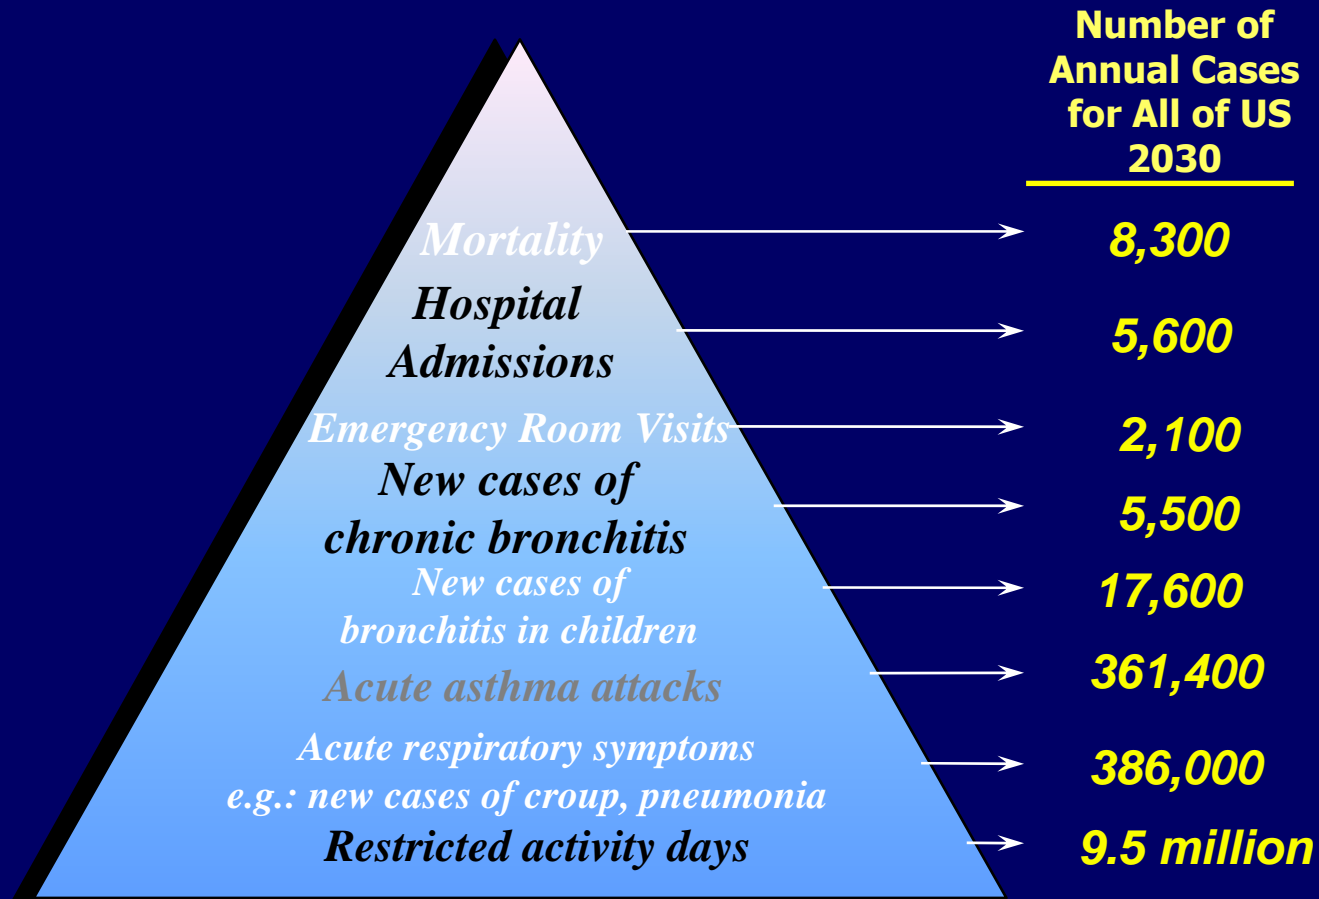 Number of
Annual Cases
for All of US
2030
Mortality
8,300
Hospital
Admissions
5,600
Emergency Room Visits
2,100
New cases of
chronic bronchitis
5,500
New cases of
bronchitis in children
17,600
Acute asthma attacks
361,400
Acute respiratory symptoms
e.g.: new cases of croup, pneumonia
386,000
Restricted activity days
9.5 million